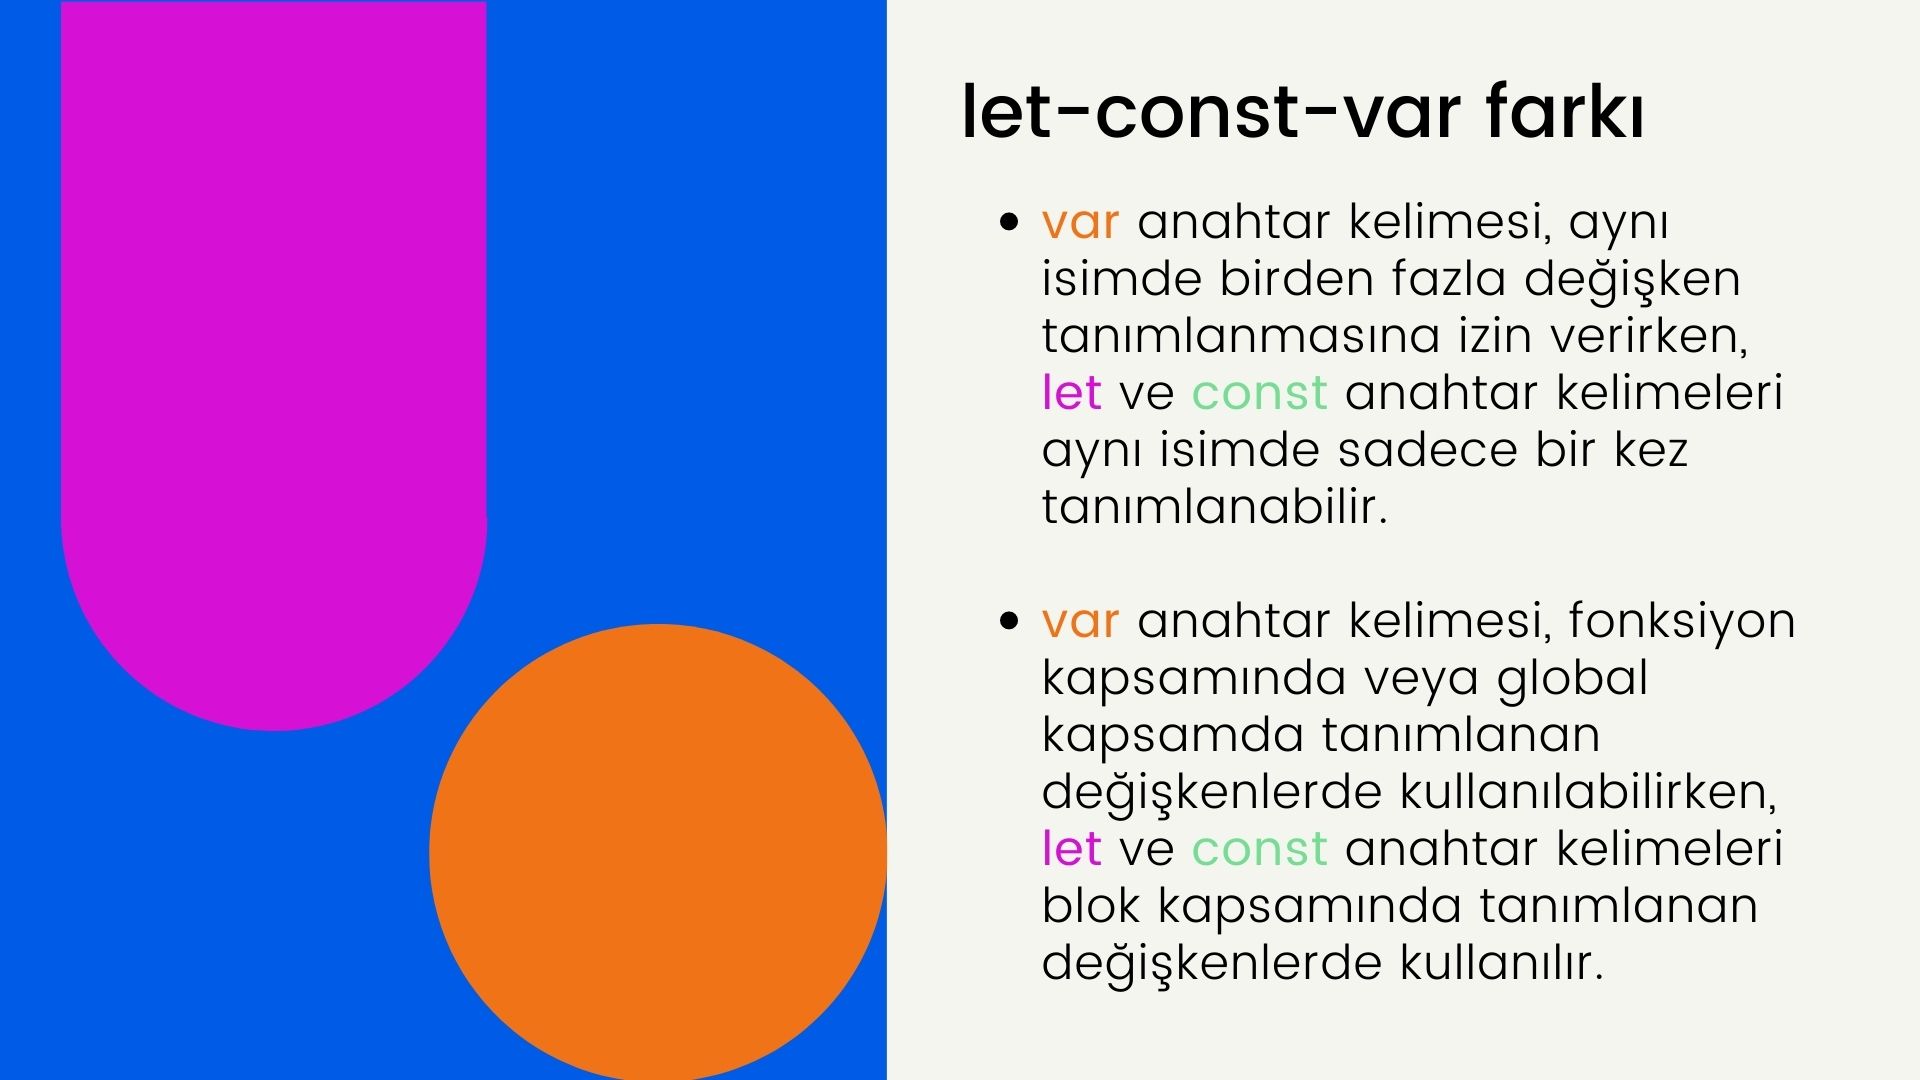 let-const-var farkı
• var anahtar kelimesi, aynı
isimde birden fazla değişken
tanımlanmasına izin verirken,
let ve const anahtar kelimeleri
aynı isimde sadece bir kez
tanımlanabilir.
• var anahtar kelimesi, fonksiyon
kapsamında veya global
kapsamda tanımlanan
değişkenlerde kullanılabilirken,
let ve const anahtar kelimeleri
blok kapsamında tanımlanan
değişkenlerde kullanılır.